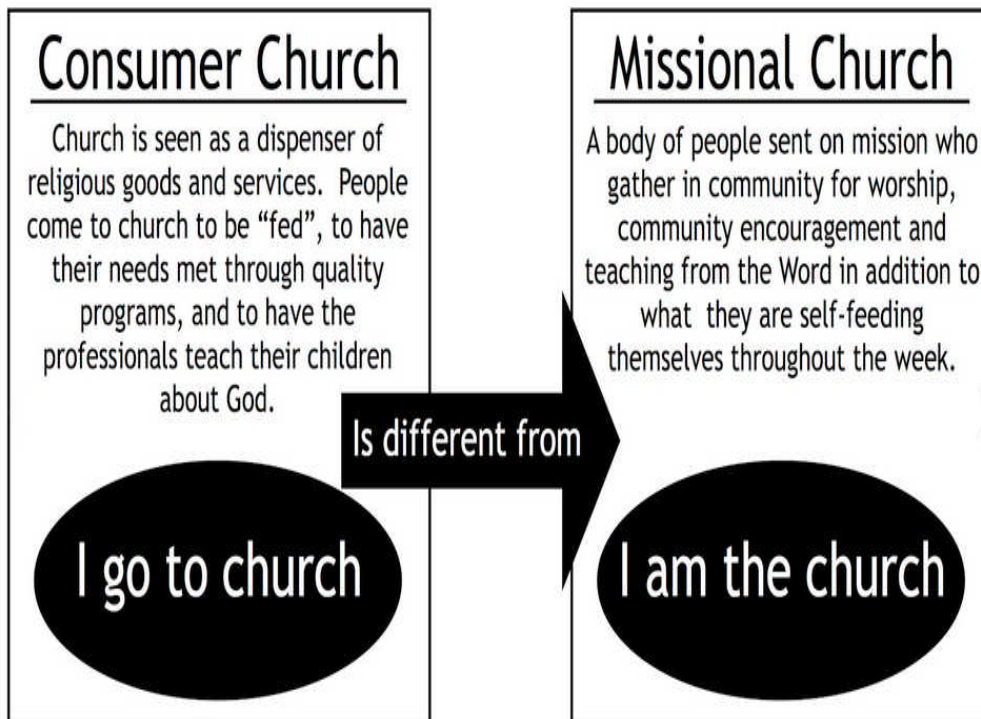 Consumer Church
Church is seen as a dispenser of
religious goods and services. People
come to church to be “fed”, to have
their needs met through quality
programs, and to have the
professionals teach their children
about God.
I go to church
Is different from
Missional Church
A body of people sent on mission who
gather in community for worship,
community encouragement and
teaching from the Word in addition to
what they are self-feeding
themselves throughout the week.
I am the church